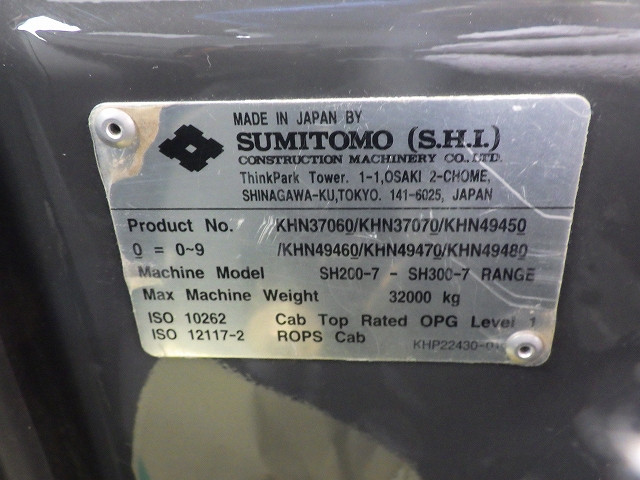 MADE IN JAPAN BY
SUMITOMO (S.H.I.)
CONSTRUCTION MACHINERY CO., LTD.
ThinkPark Tower. 1-1,OSAKI 2-CHOME,
SHINAGAWA-KU,TOKYO. 141-6025, JAPAN
Product No. KHN37060/KHN37070/KHN49450
0 = 0~9 /KHN49460/KHN49470/KHN49480
Machine Model SH200-7 - SH300-7 RANGE
Max Machine Weight 32000 kg
ISO 10262 Cab Top Rated OPG Level 1
ISO 12117-2 ROPS Cab